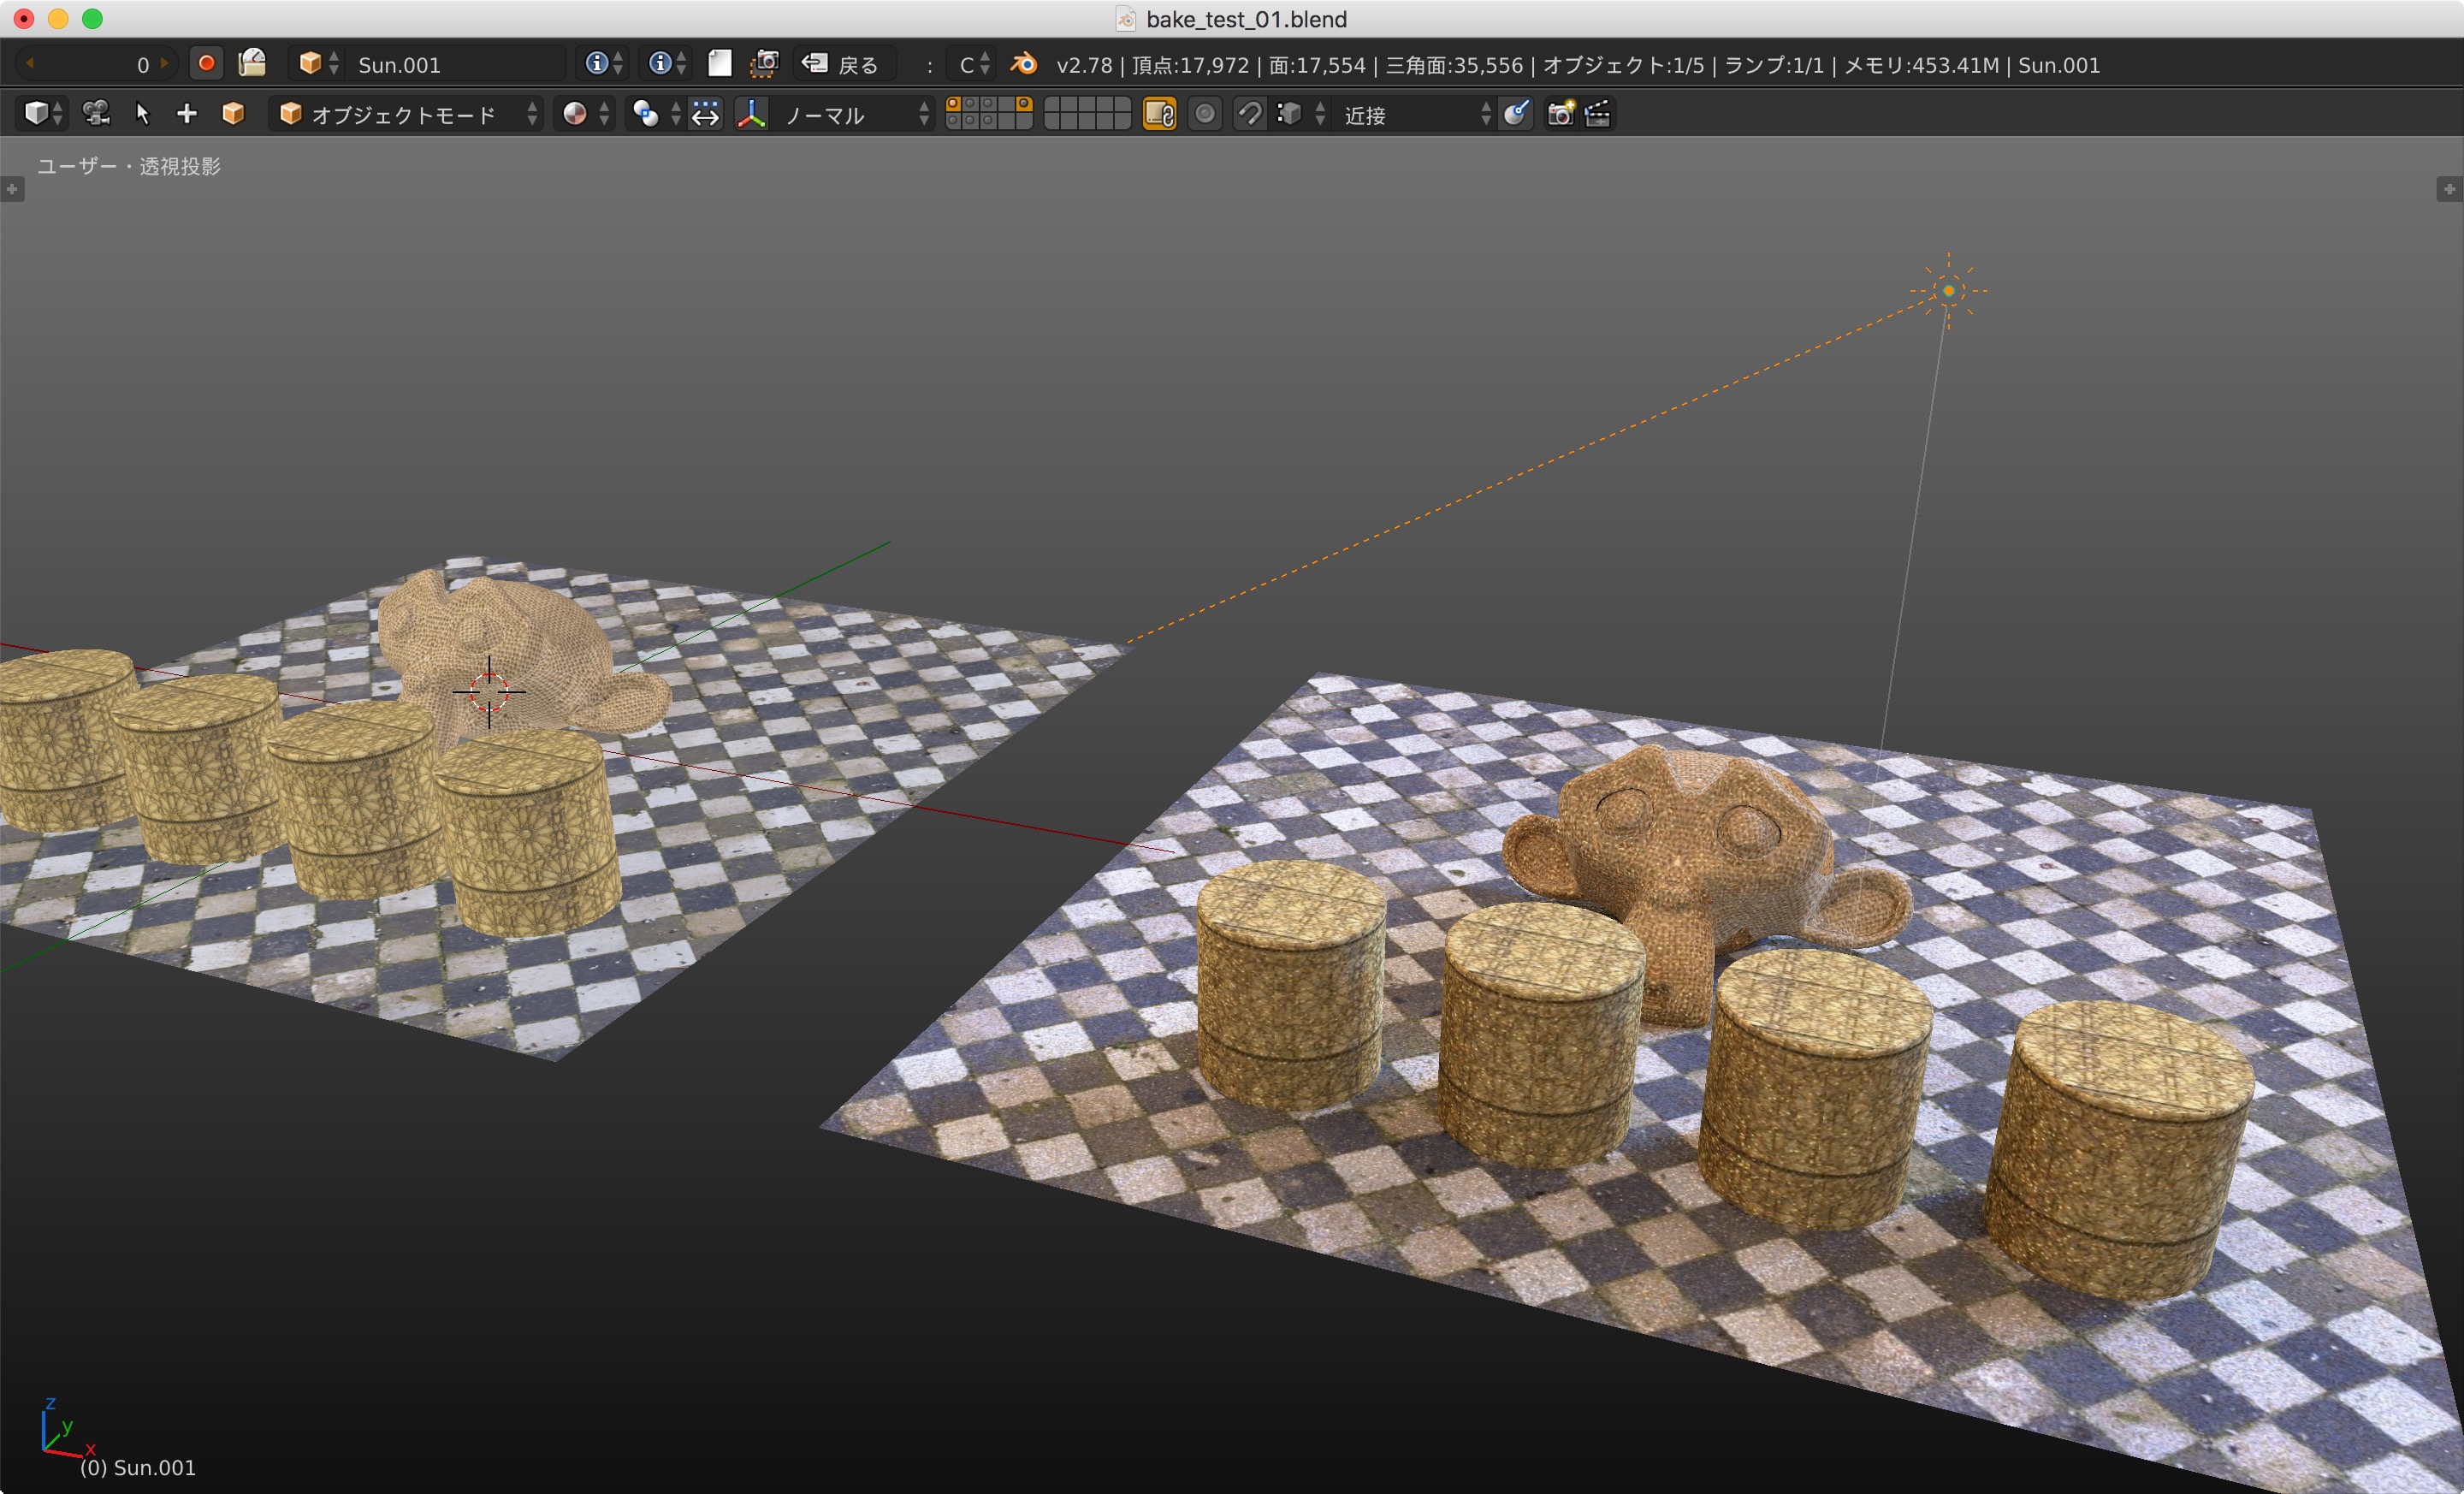 bake_test_01.blend
0 Sun.001 戻る : C v2.78 | 頂点:17,972 | 面:17,554 | 三角面:35,556 | オブジェクト:1/5 | ランプ:1/1 | メモリ:453.41M | Sun.001
オブジェクトモード ノーマル 近接
ユーザー・透視投影
z
y
x
(0) Sun.001